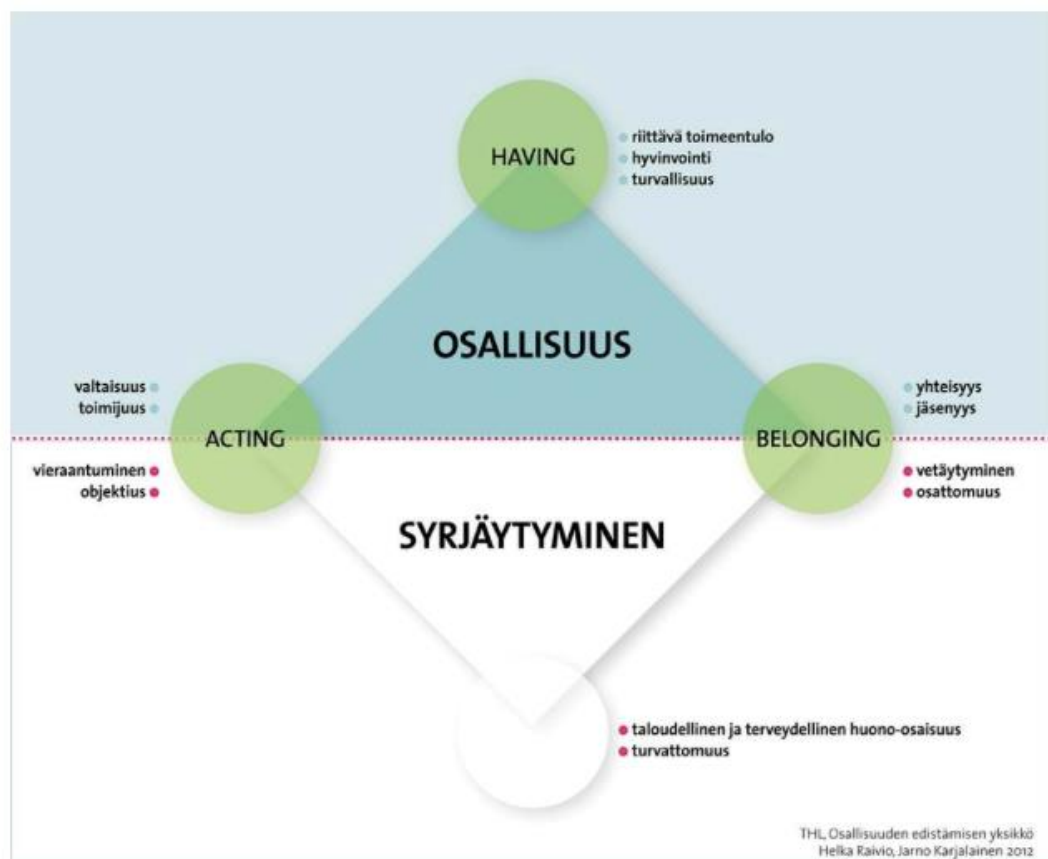 HAVING
riittävä toimeentulo
hyvinvointi
turvallisuus
OSALLISUUS
valtaisuus
toimijuus
ACTING
vieraantuminen
objektius
yhteisyys
jäsenyys
BELONGING
vetäytyminen
osattomuus
SYRJÄYTYMINEN
taloudellinen ja terveydellinen huono-osaisuus
turvattomuus
THL, Osallisuuden edistämisen yksikkö
Helka Raivio, Jarno Karjalainen 2012